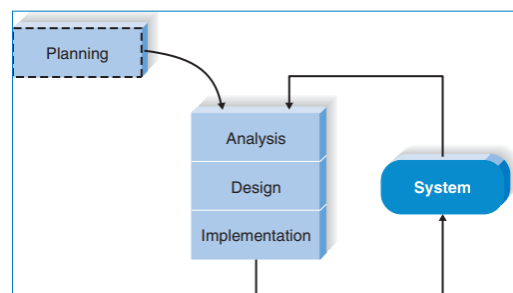 Planning
Analysis
Design
System
Implementation